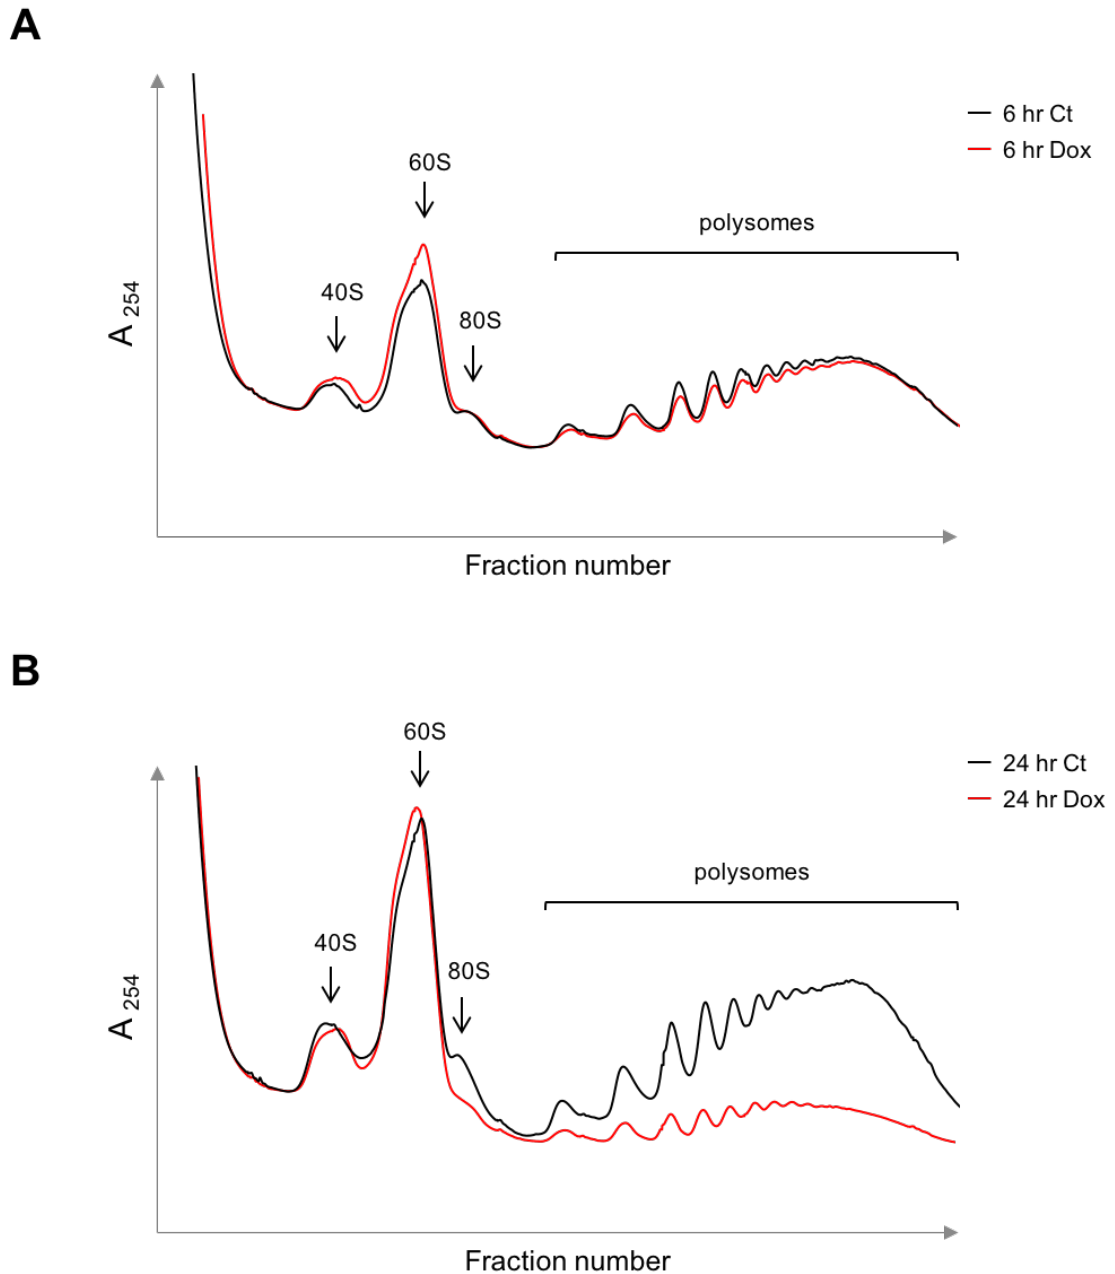 A
6 hr Ct
6 hr Dox
60S
polysomes
40S
80S
A 254
Fraction number
B
60S
24 hr Ct
24 hr Dox
polysomes
40S
80S
A 254
Fraction number